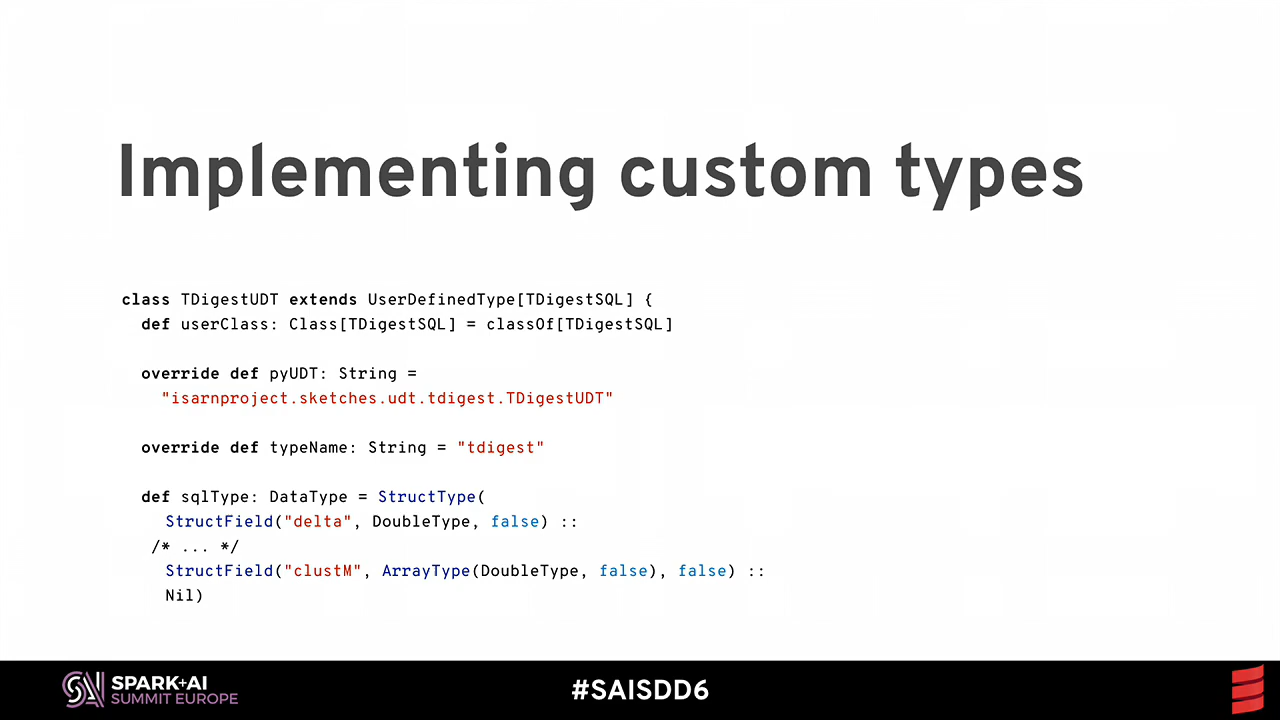 Implementing custom types
class TDigestUDT extends UserDefinedType[TDigestSQL] {
  def userClass: Class[TDigestSQL] = classOf[TDigestSQL]
  override def pyUDT: String =
    "isarnproject.sketches.udt.tdigest.TDigestUDT"
  override def typeName: String = "tdigest"
  def sqlType: DataType = StructType(
    StructField("delta", DoubleType, false) ::
   /* ... */
    StructField("clustM", ArrayType(DoubleType, false), false) ::
    Nil)
SPARK+AI
SUMMIT EUROPE
#SAISDD6